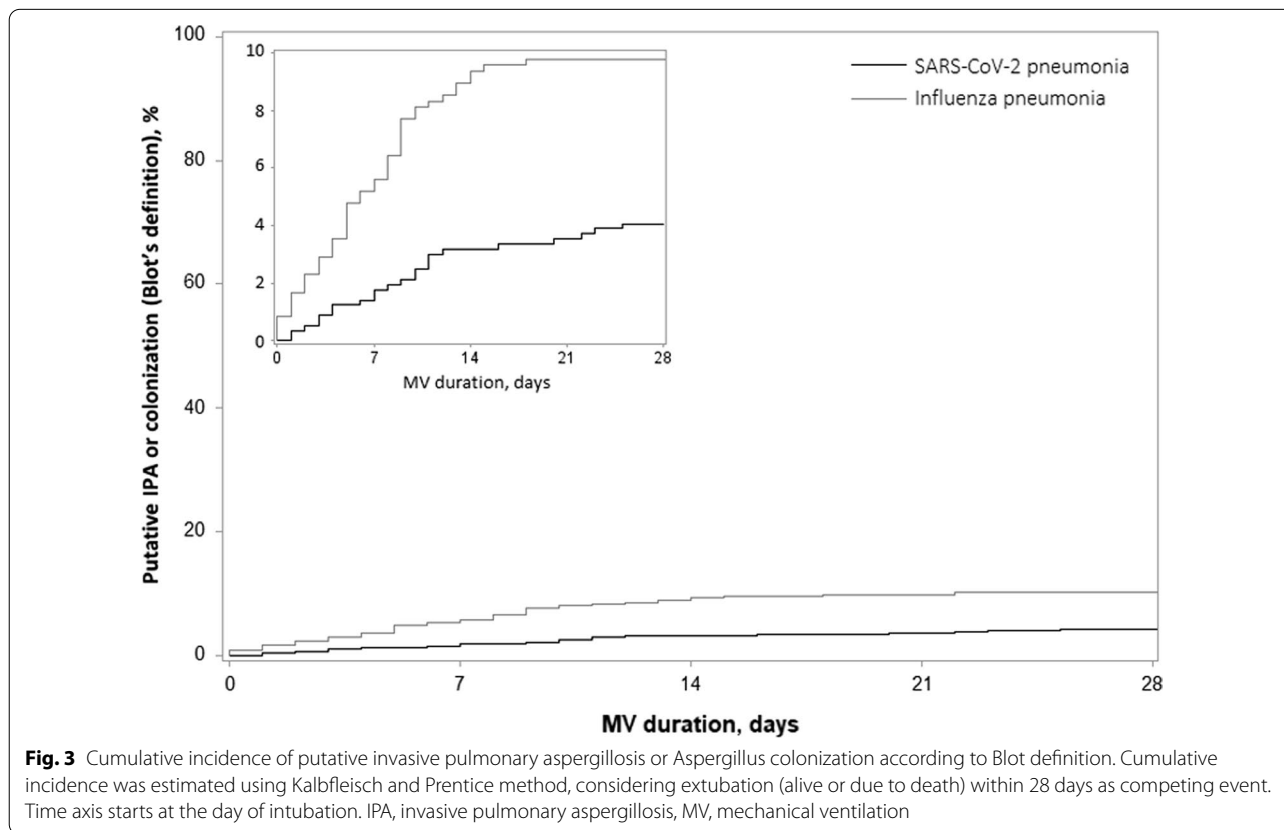 100
80
60
40
20
0
Putative IPA or colonization (Blot's definition), %
10
8
6
4
2
0
0 7 14 21 28
MV duration, days
SARS-CoV-2 pneumonia
Influenza pneumonia
0 7 14 21 28
MV duration, days
Fig. 3 Cumulative incidence of putative invasive pulmonary aspergillosis or Aspergillus colonization according to Blot definition. Cumulative
incidence was estimated using Kalbfleisch and Prentice method, considering extubation (alive or due to death) within 28 days as competing event.
Time axis starts at the day of intubation. IPA, invasive pulmonary aspergillosis, MV, mechanical ventilation